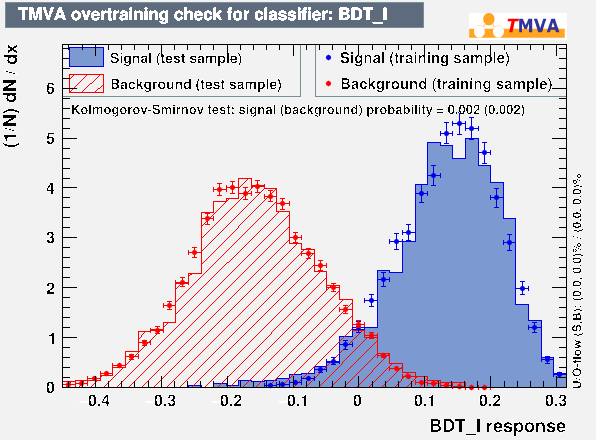 TMVA overtraining check for classifier: BDT_I
TMVA
(1/N) dN / dx
Signal (test sample)
Background (test sample)
Signal (training sample)
Background (training sample)
Kolmogorov-Smirnov test: signal (background) probability = 0.002 (0.002)
6
5
4
3
2
1
0
−0.4 −0.3 −0.2 −0.1 0 0.1 0.2 0.3
BDT_I response
U/O-flow (S,B): (0.0, 0.0)% / (0.0, 0.0)%